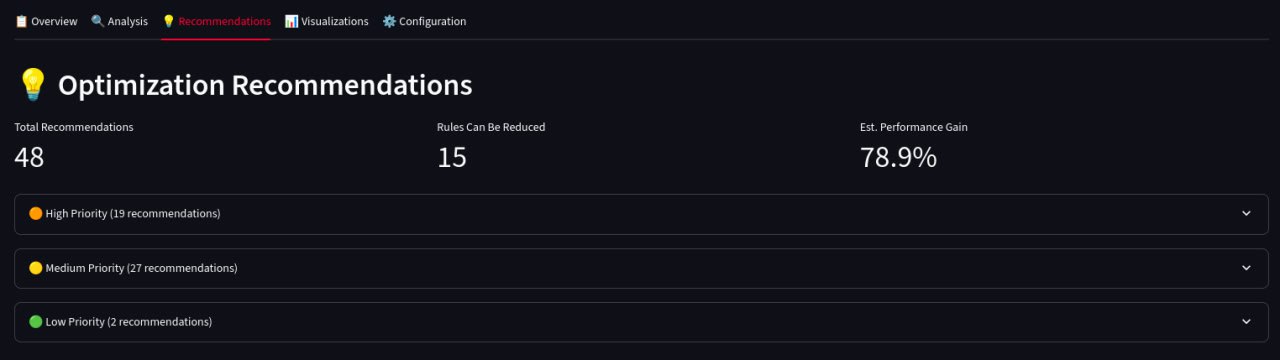 📋 Overview 🔍 Analysis 💡 Recommendations 📊 Visualizations ⚙️ Configuration
💡 Optimization Recommendations
Total Recommendations Rules Can Be Reduced Est. Performance Gain
48 15 78.9%
🟠 High Priority (19 recommendations)
🟡 Medium Priority (27 recommendations)
🟢 Low Priority (2 recommendations)